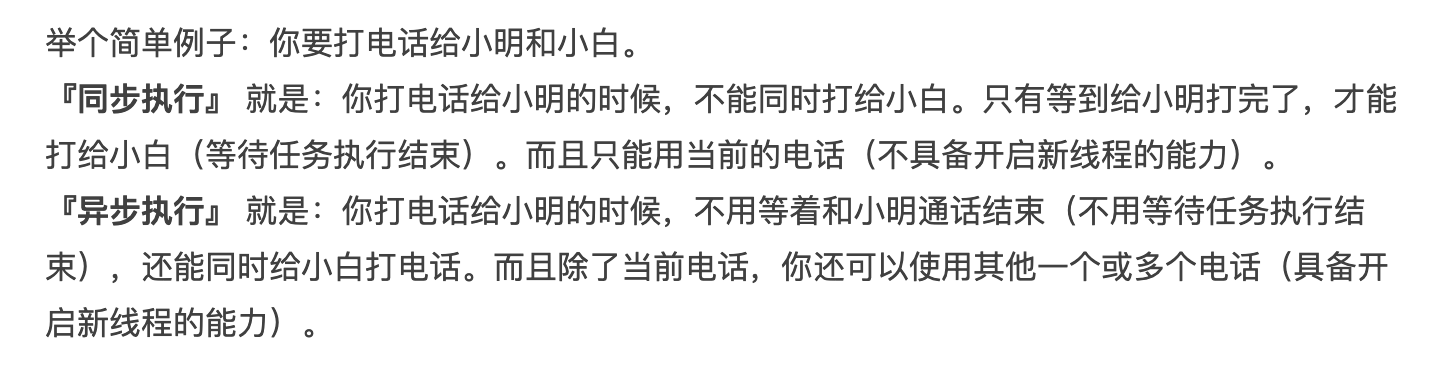 举个简单例子：你要打电话给小明和小白。
『同步执行』 就是：你打电话给小明的时候，不能同时打给小白。只有等到给小明打完了，才能
打给小白（等待任务执行结束）。而且只能用当前的电话（不具备开启新线程的能力）。
『异步执行』 就是：你打电话给小明的时候，不用等着和小明通话结束（不用等待任务执行结
束），还能同时给小白打电话。而且除了当前电话，你还可以使用其他一个或多个电话（具备开
启新线程的能力）。